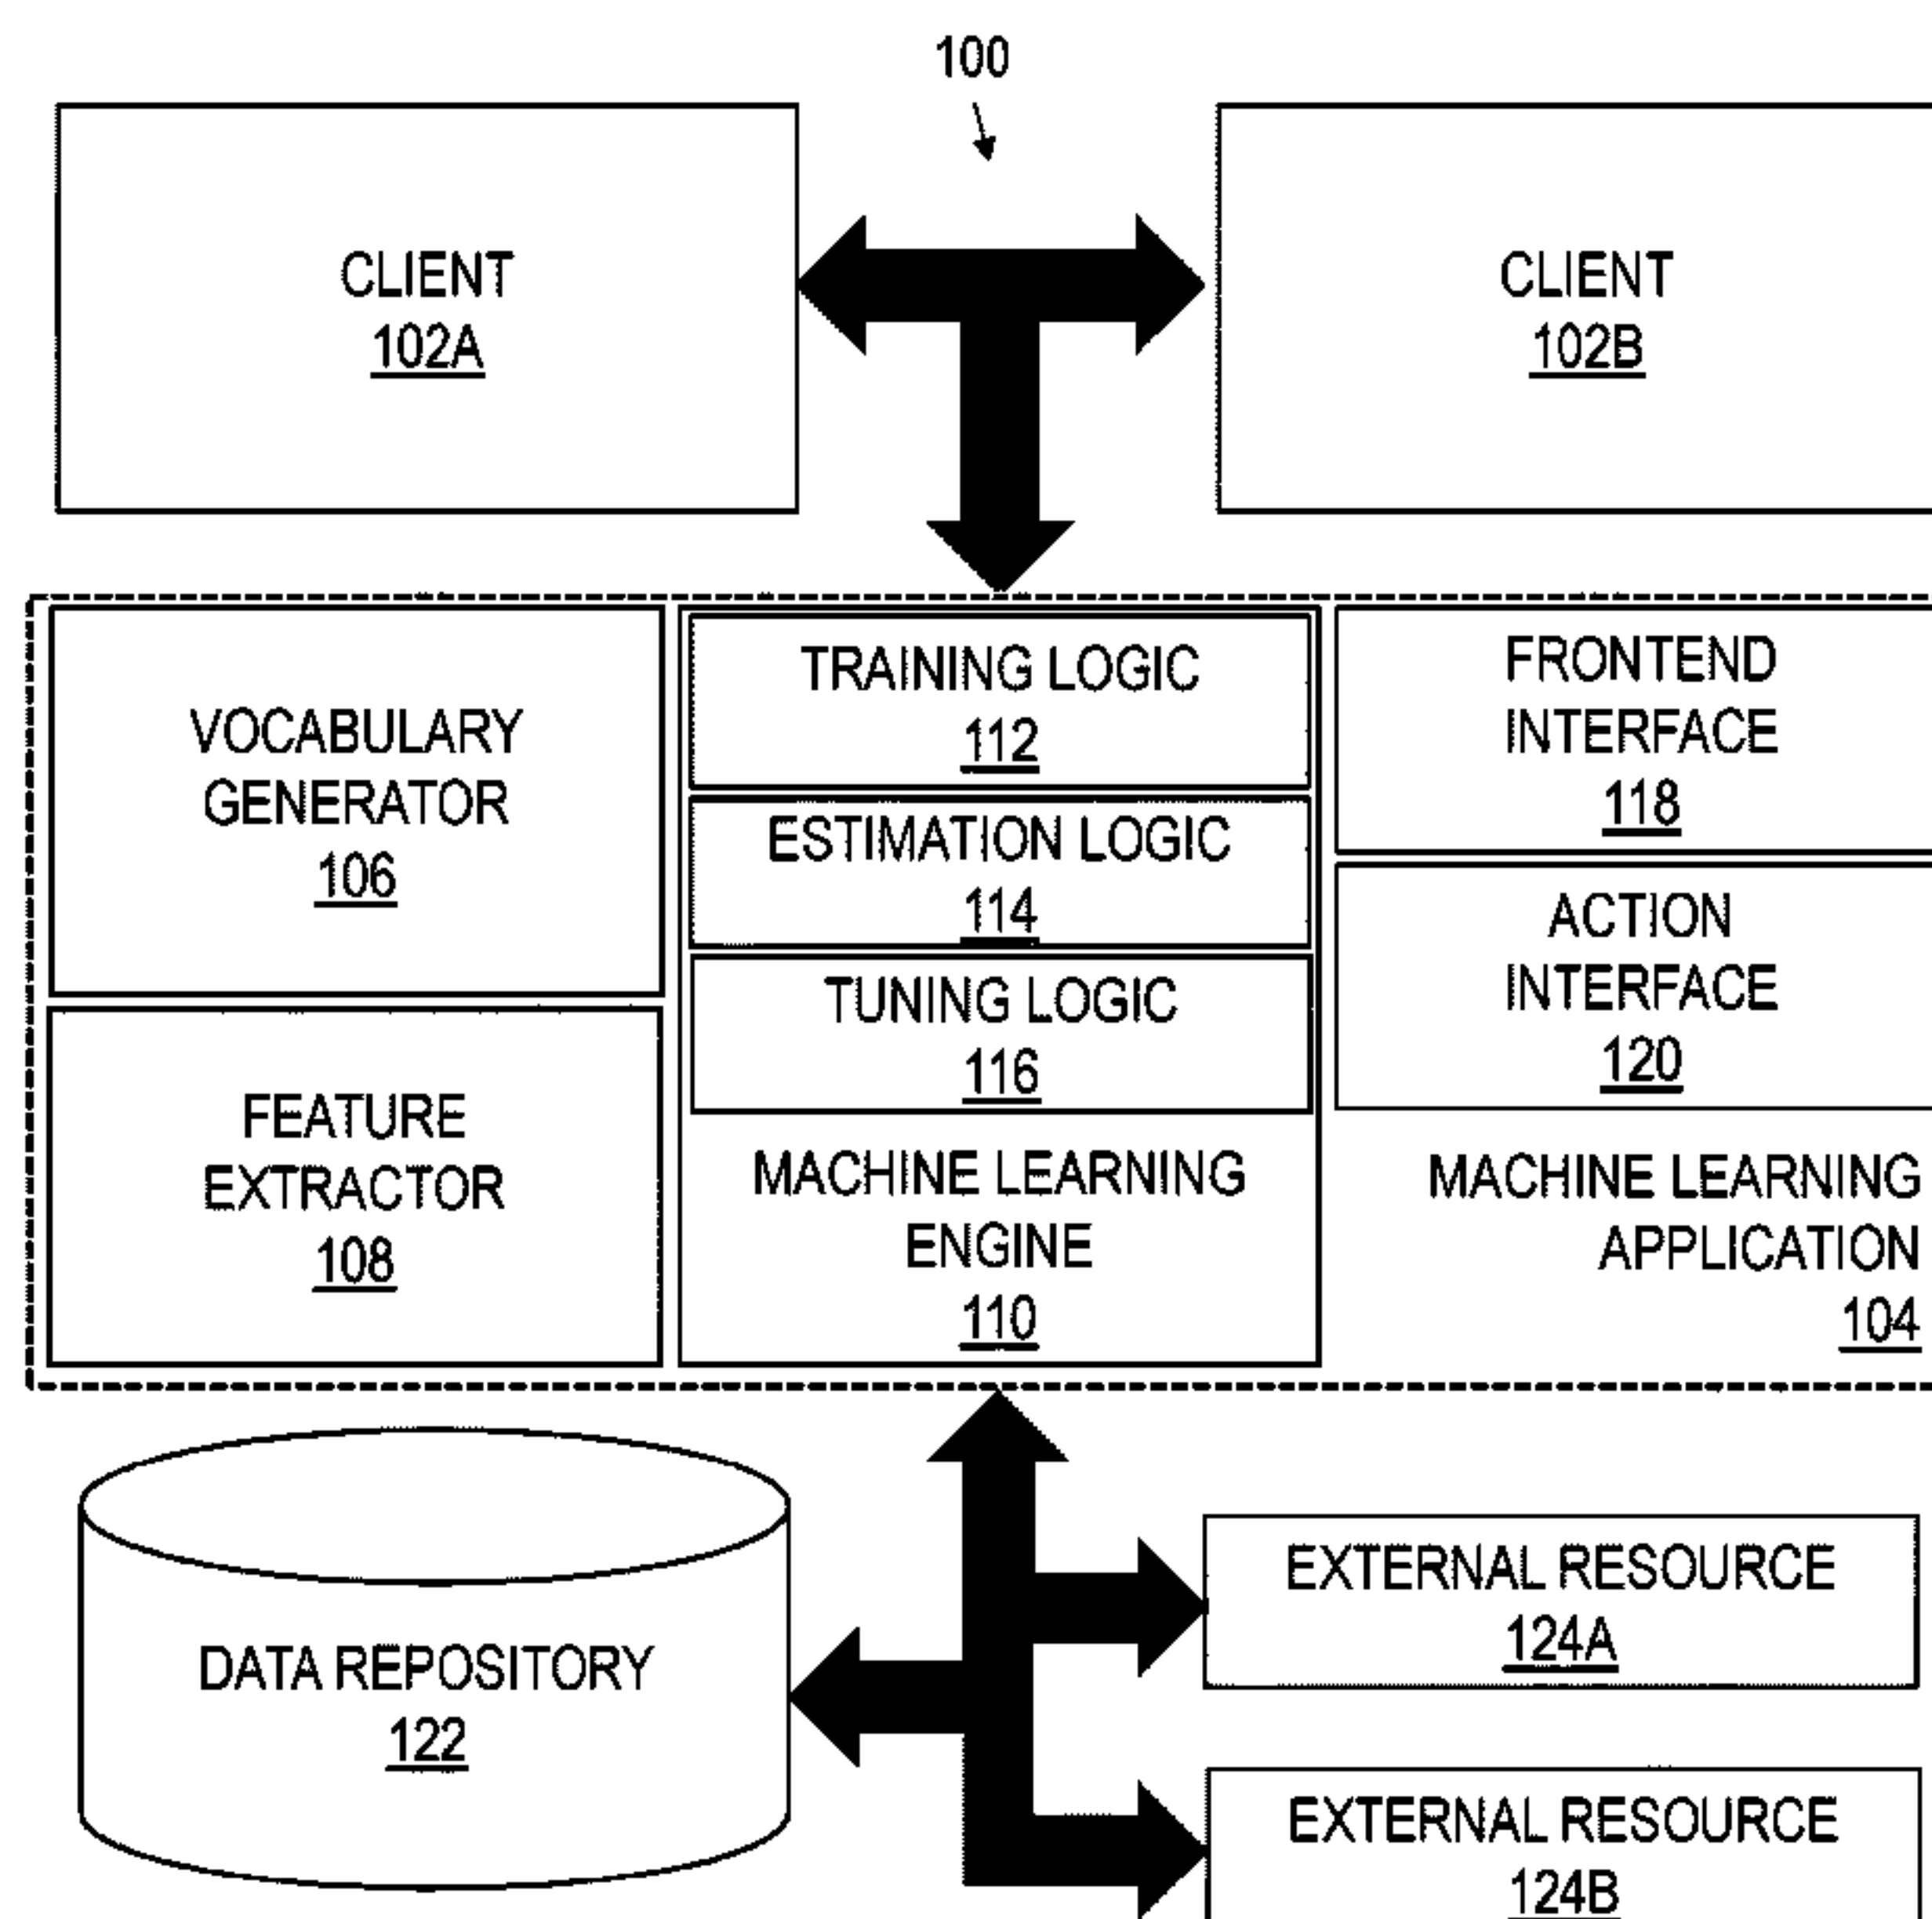 100
CLIENT
102A
CLIENT
102B
VOCABULARY
GENERATOR
106
FEATURE
EXTRACTOR
108
TRAINING LOGIC
112
ESTIMATION LOGIC
114
TUNING LOGIC
116
MACHINE LEARNING
ENGINE
110
FRONTEND
INTERFACE
118
ACTION
INTERFACE
120
MACHINE LEARNING
APPLICATION
104
DATA REPOSITORY
122
EXTERNAL RESOURCE
124A
EXTERNAL RESOURCE
124B